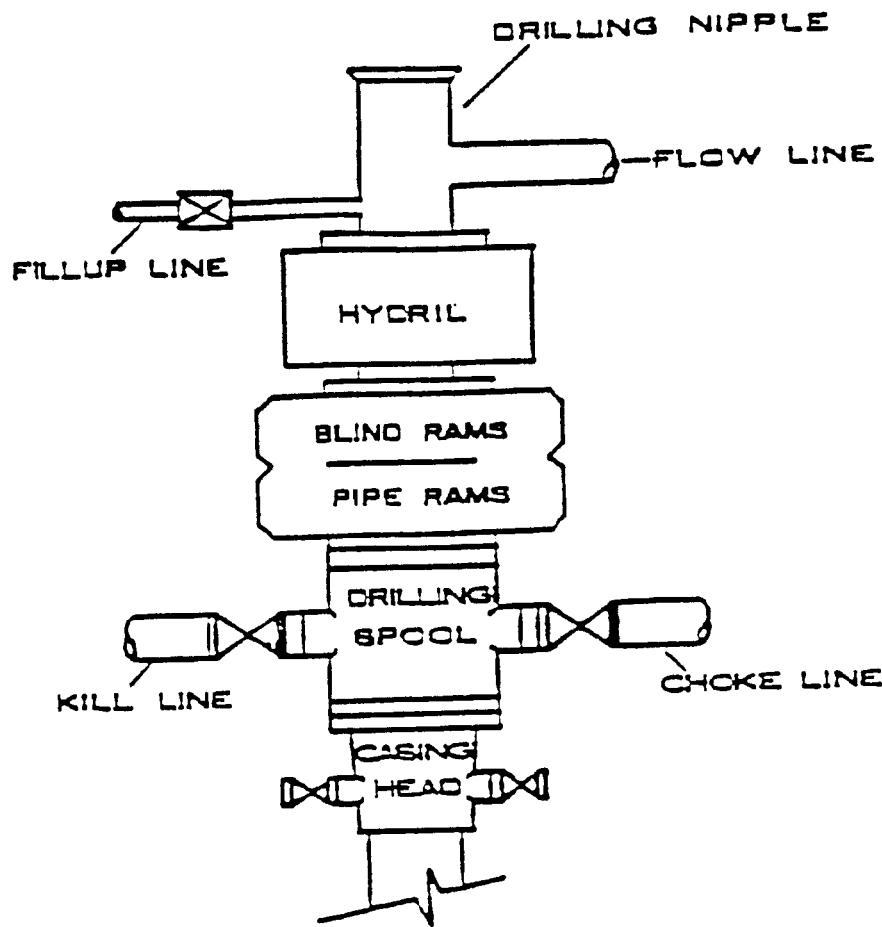 DRILLING NIPPLE
FLOW LINE
FILLUP LINE
HYDRIL
BLIND RAMS
PIPE RAMS
DRILLING
SPOOL
KILL LINE
CHOKE LINE
CASING
HEAD